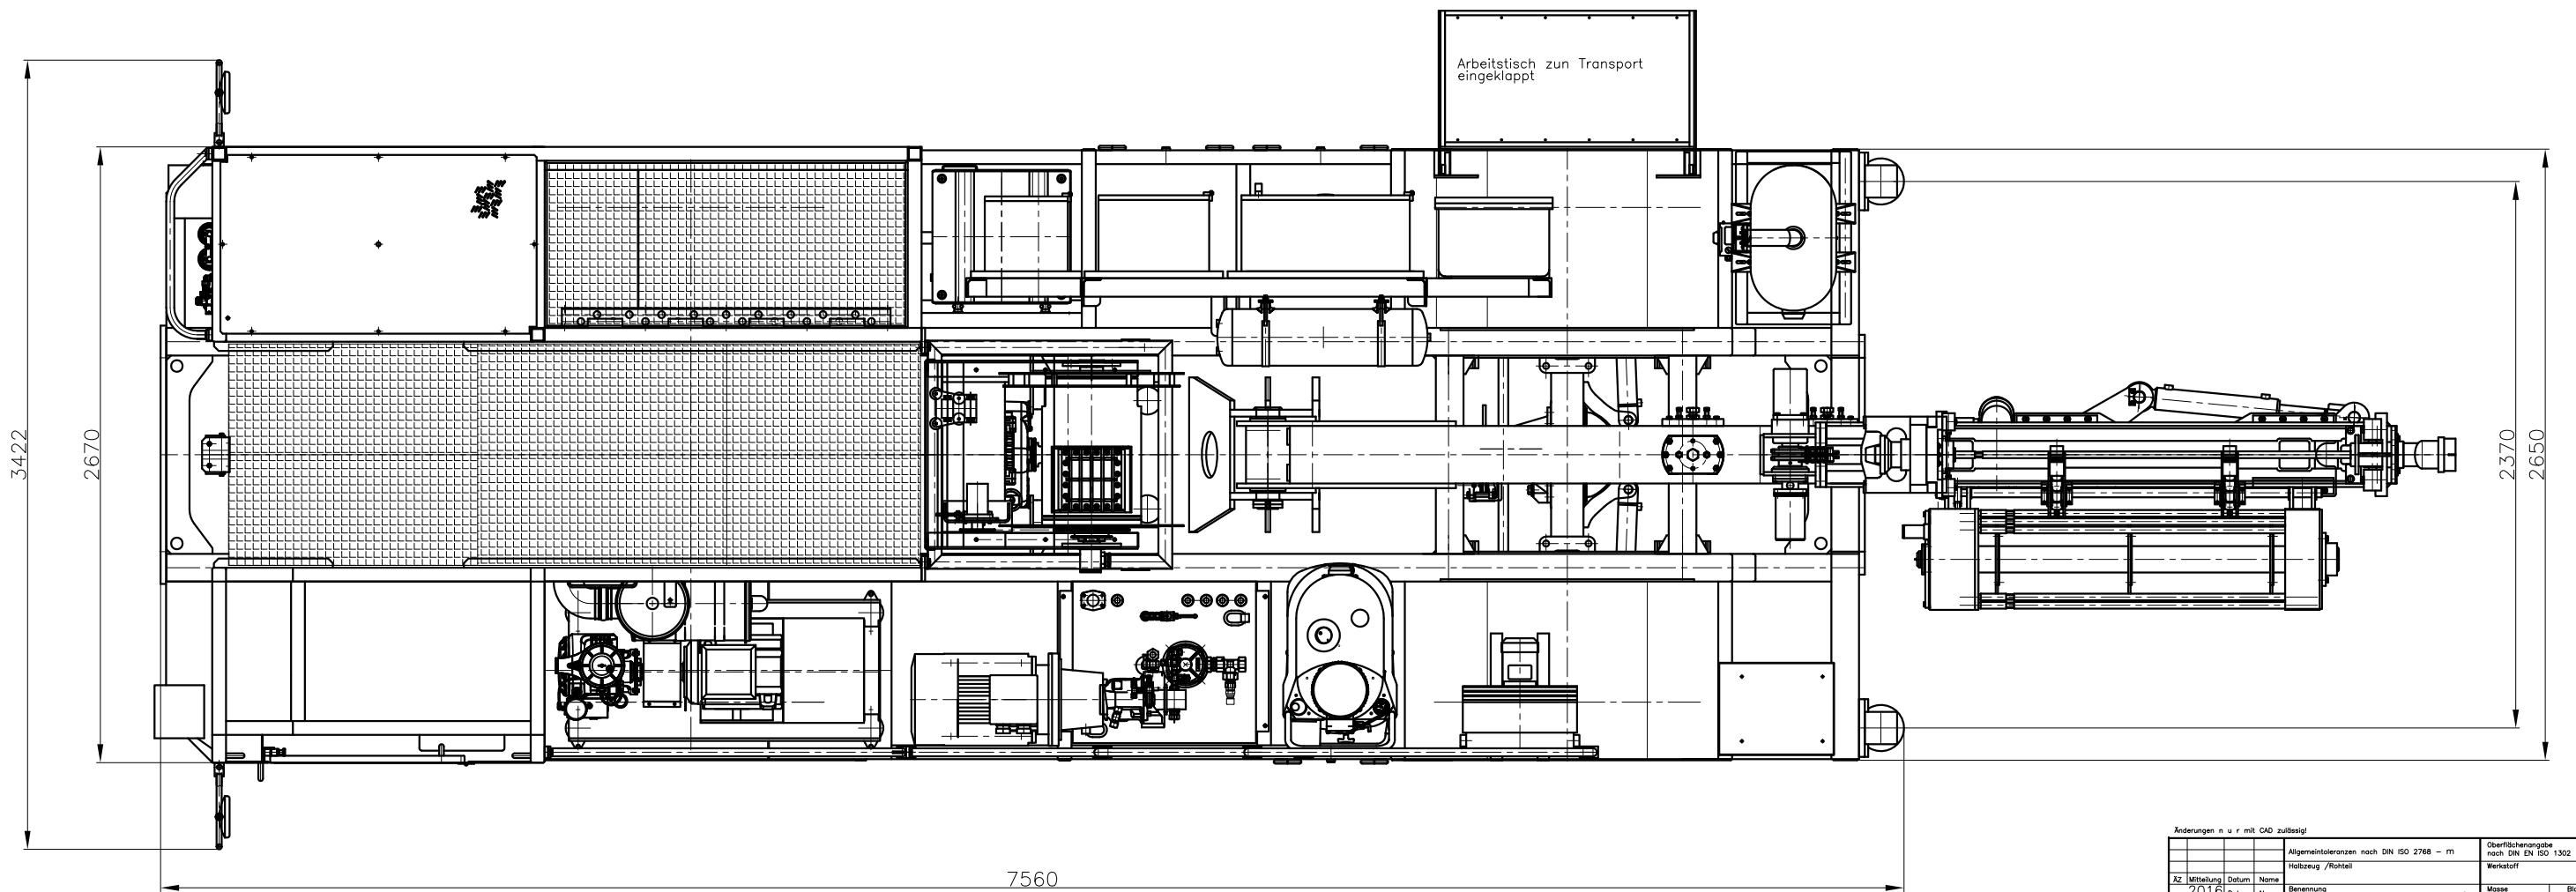 Arbeitstisch zun Transport
eingeklappt
3422
2670
2370
2650
7560
Änderungen n u r mit CAD zulässig!
Allgemeintoleranzen nach DIN ISO 2768 - m
Oberflächenangabe
nach DIN EN ISO 1302
Halbzeug /Rohteil
Werkstoff
ÄZ Mitteilung Datum Name
2016
Benennung
Masse